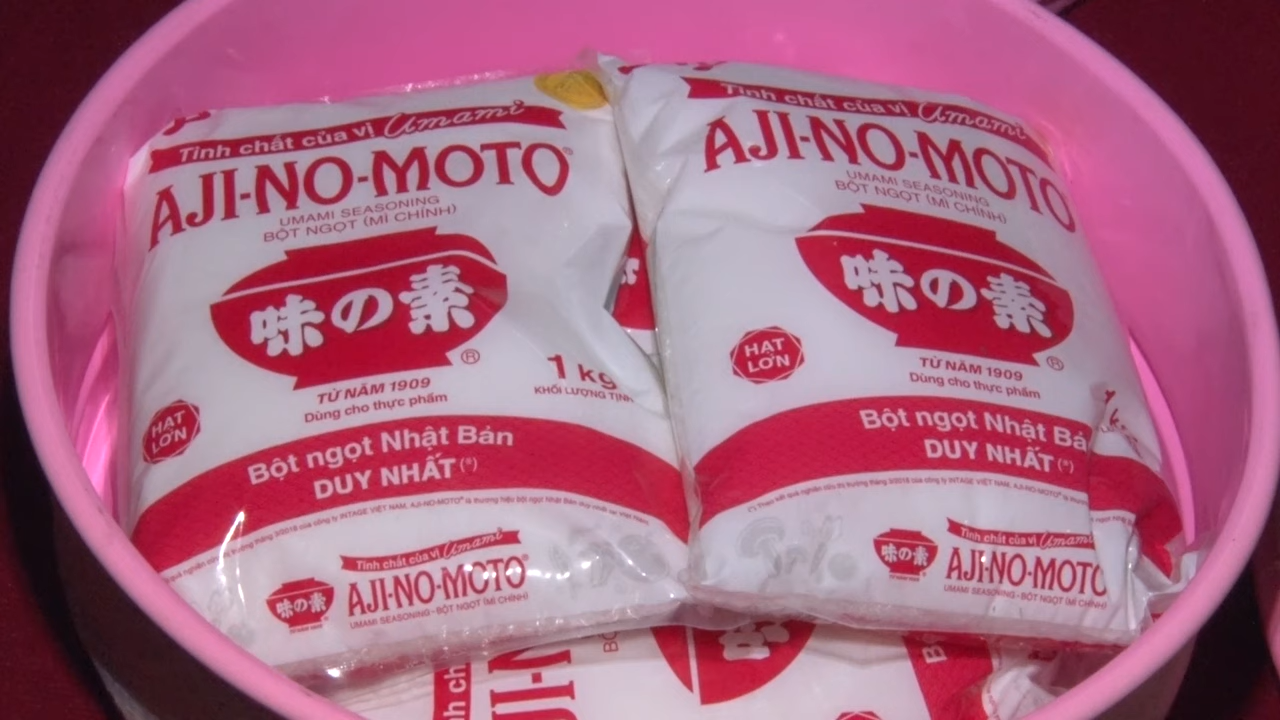 Tinh chất của vị Umami
AJI-NO-MOTO®
UMAMI SEASONING
BỘT NGỌT (MÌ CHÍNH)
味の素
®
TỪ NĂM 1909
Dùng cho thực phẩm
1 kg
KHỐI LƯỢNG TỊNH
HẠT
LỚN
Bột ngọt Nhật Bản
DUY NHẤT(*)
Tinh chất của vị Umami
味の素
AJI-NO-MOTO®
UMAMI SEASONING - BỘT NGỌT (MÌ CHÍNH)
Tinh chất của vị Umami
AJI-NO-MOTO
UMAMI SEASONING
BỘT NGỌT (MÌ CHÍNH)
味の素
®
HẠT
LỚN
TỪ NĂM 1909
Dùng cho thực phẩm
Bột ngọt Nhật Bả
DUY NHẤT(*)
Tinh chất của vị Umami
味の素
AJI-NO-MOTO
UMAMI SEASONING - BỘT NGỌT (MÌ CHÍNH)